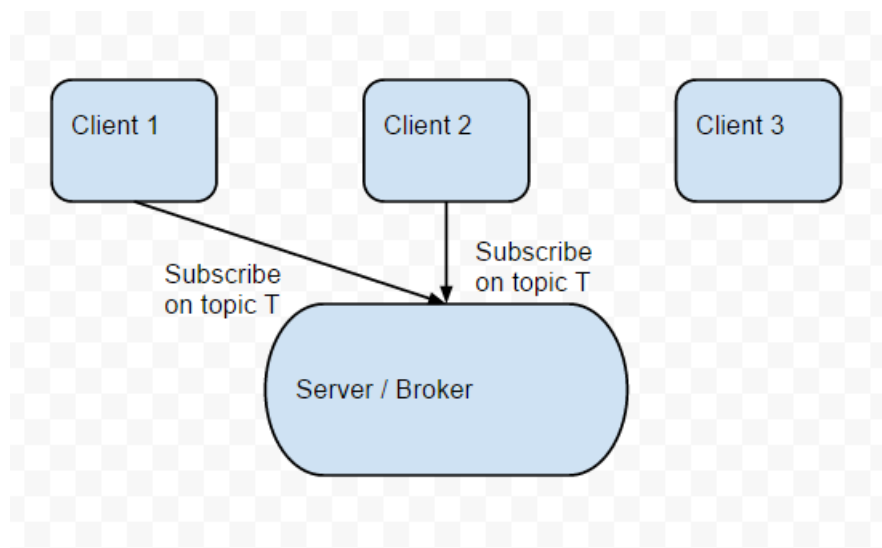 Client 1
Client 2
Client 3
Subscribe
on topic T
Subscribe
on topic T
Server / Broker